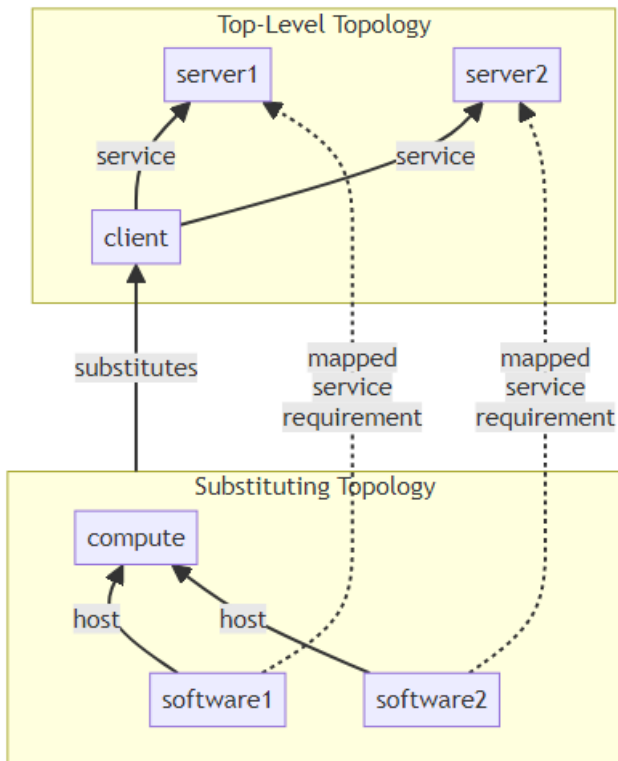 Top-Level Topology
server1
server2
service
service
client
substitutes
mapped
service
requirement
mapped
service
requirement
Substituting Topology
compute
host
host
software1
software2